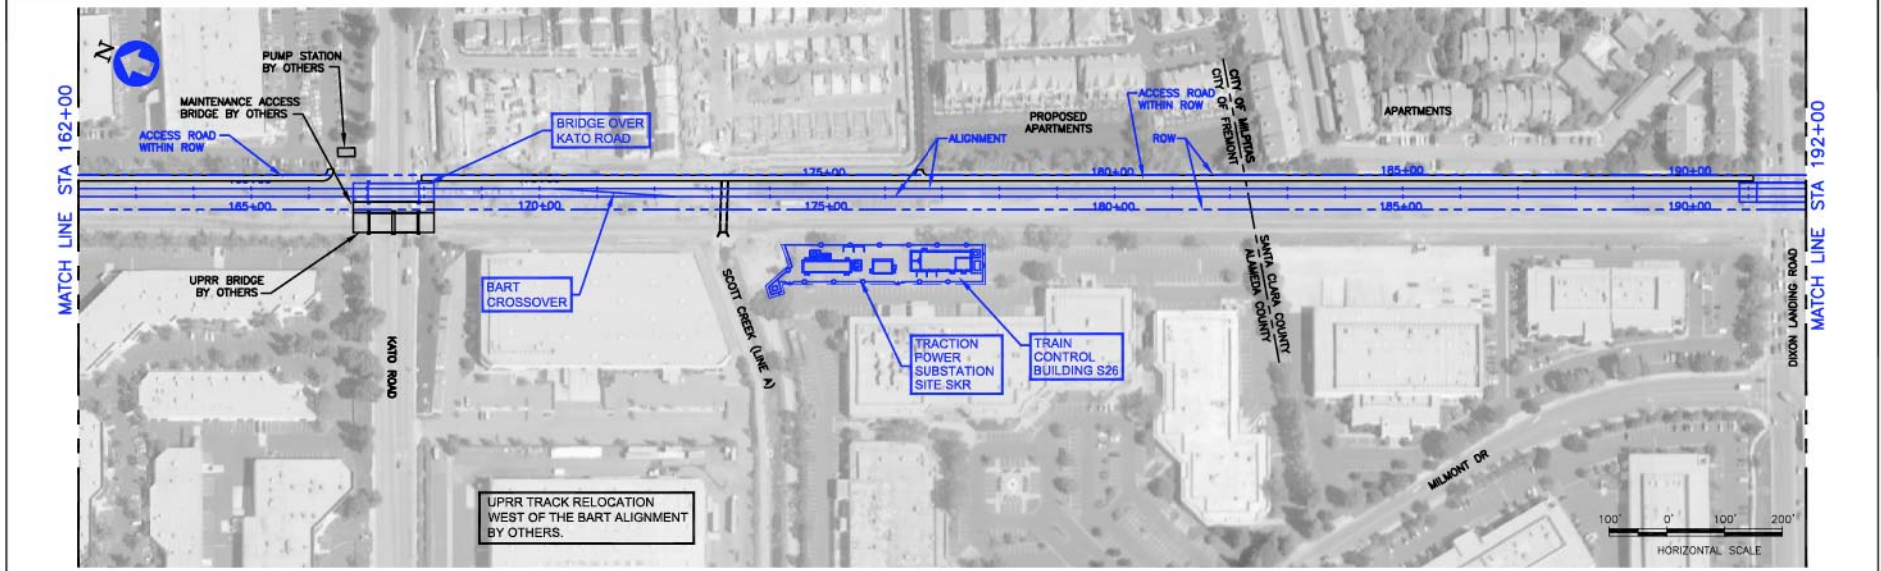 N
PUMP STATION
BY OTHERS
MAINTENANCE ACCESS
BRIDGE BY OTHERS
ACCESS ROAD
WITHIN ROW
BRIDGE OVER
KATO ROAD
PROPOSED
APARTMENTS
ACCESS ROAD
WITHIN ROW
CITY OF MILPITAS
CITY OF FREMONT
APARTMENTS
ALIGNMENT
ROW
MATCH LINE STA 162+00
MATCH LINE STA 192+00
175+00
180+00
185+00
190+00
165+00
170+00
175+00
180+00
185+00
190+00
UPRR BRIDGE
BY OTHERS
BART
CROSSOVER
KATO ROAD
SCOTT CREEK (LINE A)
TRACTION
POWER
SUBSTATION
SITE SKR
TRAIN
CONTROL
BUILDING S26
SANTA CLARA COUNTY
ALAMEDA COUNTY
DIXON LANDING ROAD
MILMONT DR
UPRR TRACK RELOCATION
WEST OF THE BART ALIGNMENT
BY OTHERS.
100' 0' 100' 200'
HORIZONTAL SCALE